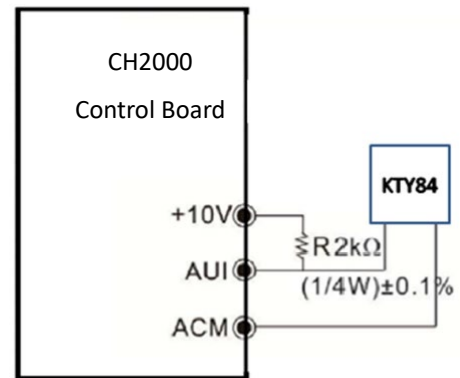 CH2000
Control Board
KTY84
+10V
R2kΩ
AUI
(1/4W)±0.1%
ACM